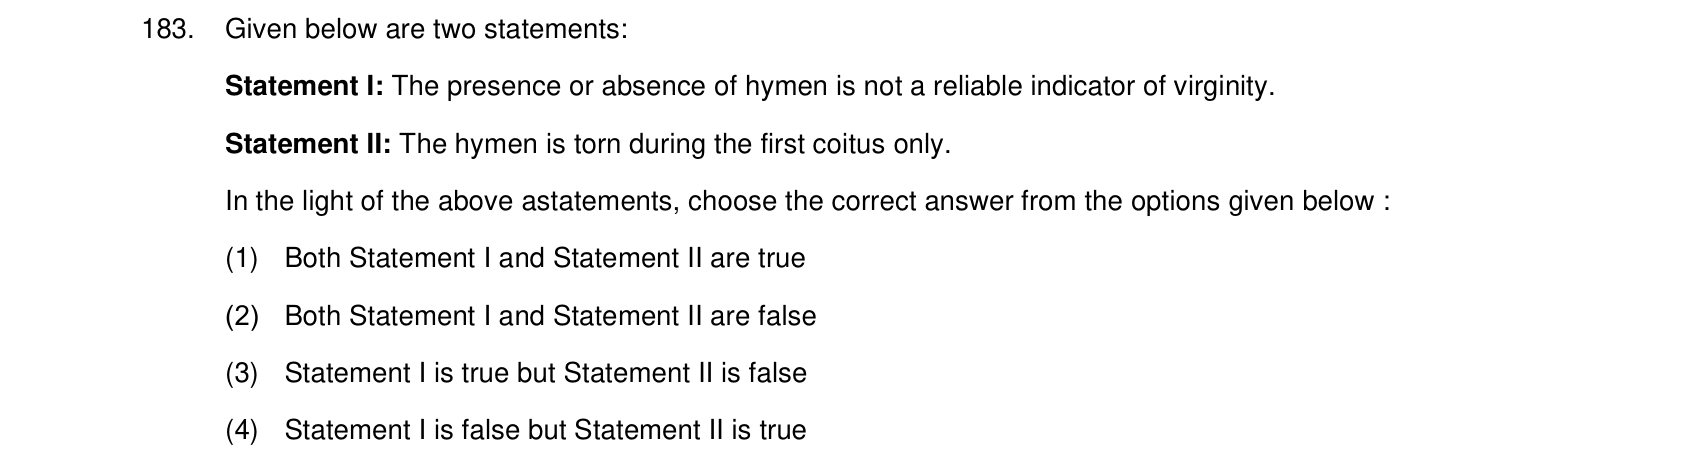 183. Given below are two statements:
Statement I: The presence or absence of hymen is not a reliable indicator of virginity.
Statement II: The hymen is torn during the first coitus only.
In the light of the above astatements, choose the correct answer from the options given below :
(1) Both Statement I and Statement II are true
(2) Both Statement I and Statement II are false
(3) Statement I is true but Statement II is false
(4) Statement I is false but Statement II is true